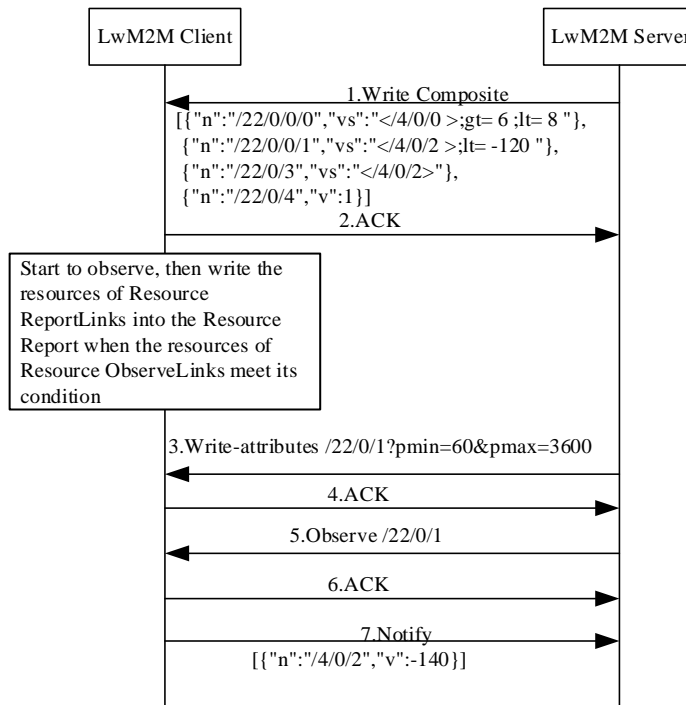 LwM2M Client
LwM2M Server
1.Write Composite
[{"n":"/22/0/0/0","vs":"</4/0/0 >;gt= 6 ;lt= 8 "},
{"n":"/22/0/0/1","vs":"</4/0/2 >;lt= -120 "},
{"n":"/22/0/3","vs":"</4/0/2>"},
{"n":"/22/0/4","v":1}]
2.ACK
Start to observe, then write the
resources of Resource
ReportLinks into the Resource
Report when the resources of
Resource ObserveLinks meet its
condition
3.Write-attributes /22/0/1?pmin=60&pmax=3600
4.ACK
5.Observe /22/0/1
6.ACK
7.Notify
[{"n":"/4/0/2","v":-140}]